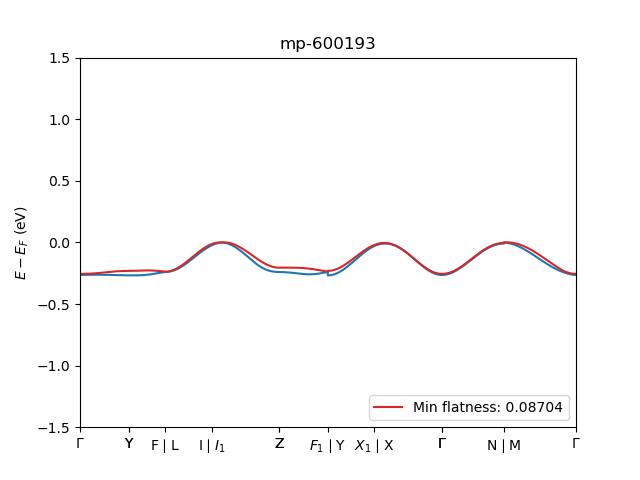 mp-600193
E − E_F (eV)
1.5
1.0
0.5
0.0
−0.5
−1.0
−1.5
Min flatness: 0.08704
Γ Y F | L I | I₁ Z F₁ | Y X₁ | X Γ N | M Γ